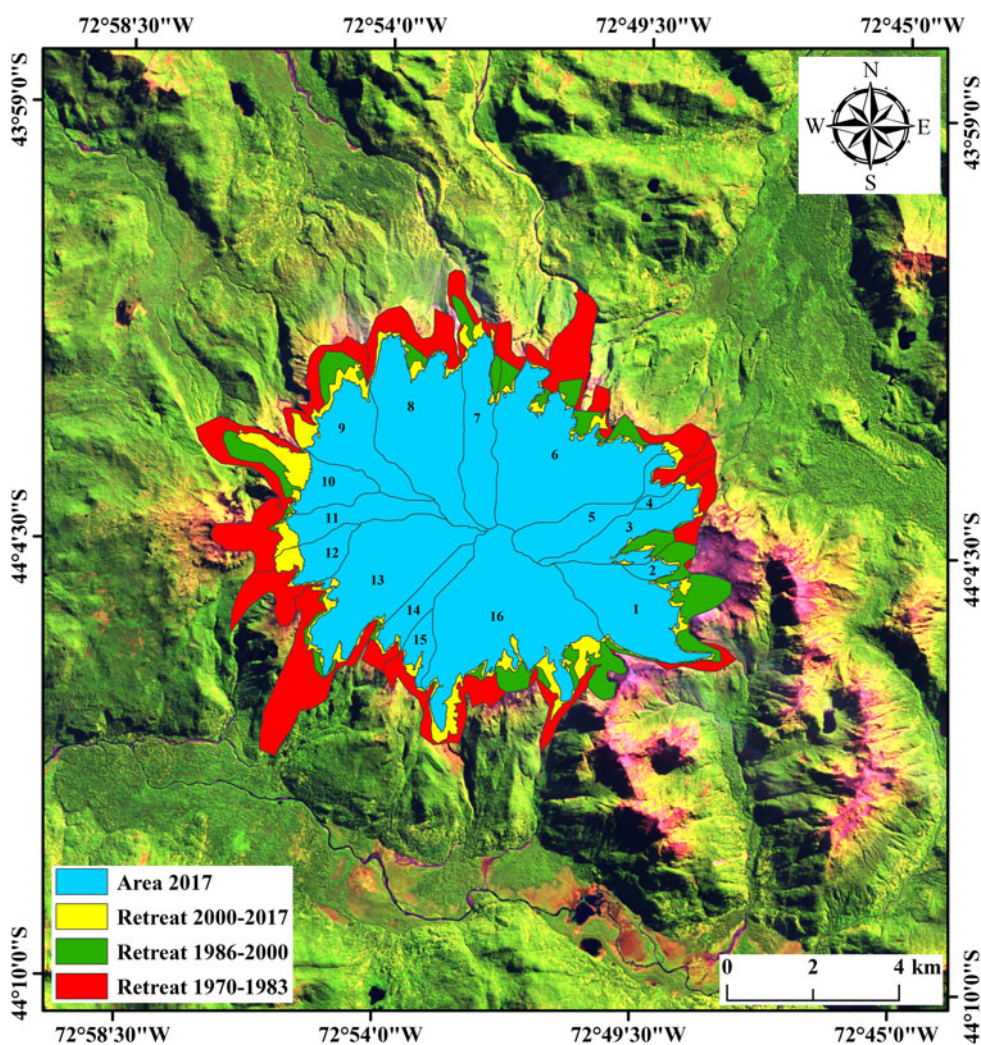 72°58'30"W 72°54'0"W 72°49'30"W 72°45'0"W
43°59'0"S
43°59'0"S
N
W E
S
8
7
9
6
10
4
5
11
3
44°4'30"S
44°4'30"S
12
2
13
1
14
16
15
Area 2017
Retreat 2000-2017
Retreat 1986-2000
Retreat 1970-1983
0 2 4 km
44°10'0"S
44°10'0"S
72°58'30"W 72°54'0"W 72°49'30"W 72°45'0"W